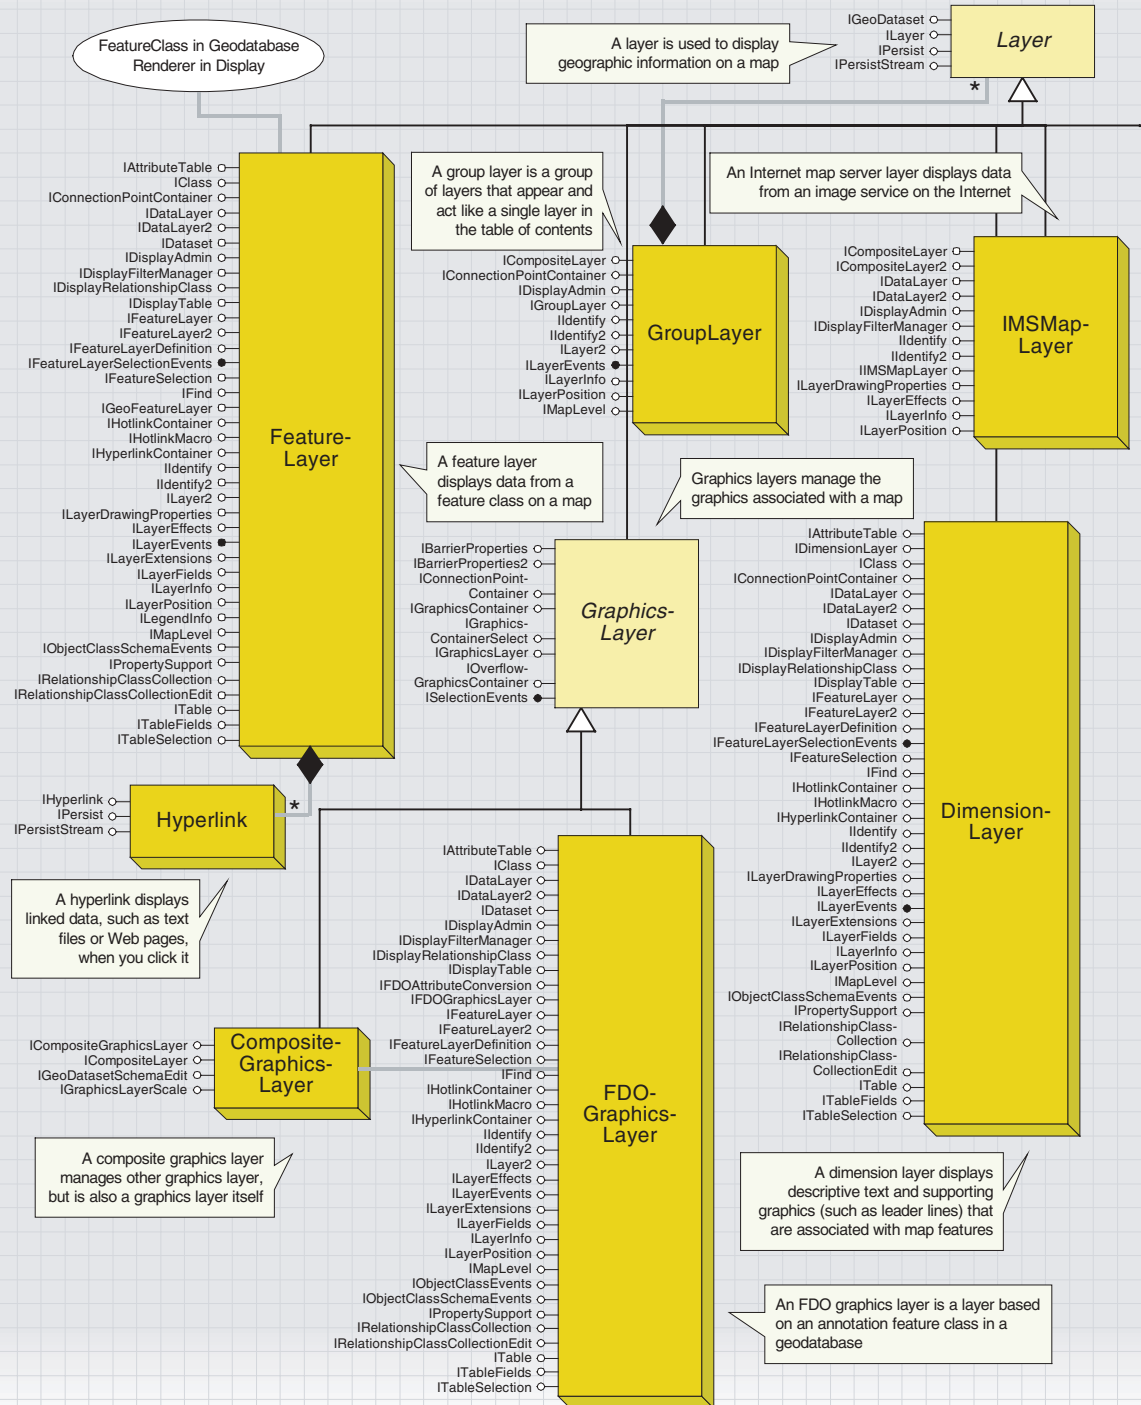 FeatureClass in Geodatabase
Renderer in Display
A layer is used to display
geographic information on a map
IGeoDataset
ILayer
IPersist
IPersistStream
Layer
*
IAttributeTable
IClass
IConnectionPointContainer
IDataLayer
IDataLayer2
IDataset
IDisplayAdmin
IDisplayFilterManager
IDisplayRelationshipClass
IDisplayTable
IFeatureLayer
IFeatureLayer2
IFeatureLayerDefinition
IFeatureLayerSelectionEvents
IFeatureSelection
IFind
IGeoFeatureLayer
IHotlinkContainer
IHotlinkMacro
IHyperlinkContainer
IIdentify
IIdentify2
ILayer2
ILayerDrawingProperties
ILayerEffects
ILayerEvents
ILayerExtensions
ILayerFields
ILayerInfo
ILayerPosition
ILegendInfo
IMapLevel
IObjectClassSchemaEvents
IPropertySupport
IRelationshipClassCollection
IRelationshipClassCollectionEdit
ITable
ITableFields
ITableSelection
Feature-
Layer
A group layer is a group
of layers that appear and
act like a single layer in
the table of contents
ICompositeLayer
IConnectionPointContainer
IDisplayAdmin
IGroupLayer
IIdentify
IIdentify2
ILayer2
ILayerEvents
ILayerInfo
ILayerPosition
IMapLevel
GroupLayer
An Internet map server layer displays data
from an image service on the Internet
ICompositeLayer
ICompositeLayer2
IDataLayer
IDataLayer2
IDisplayAdmin
IDisplayFilterManager
IIdentify
IIdentify2
IIMSMapLayer
ILayerDrawingProperties
ILayerEffects
ILayerInfo
ILayerPosition
IMSMap-
Layer
A feature layer
displays data from a
feature class on a map
Graphics layers manage the
graphics associated with a map
IBarrierProperties
IBarrierProperties2
IConnectionPoint-
Container
IGraphicsContainer
IGraphics-
ContainerSelect
IGraphicsLayer
IOverflow-
GraphicsContainer
ISelectionEvents
Graphics-
Layer
IAttributeTable
IDimensionLayer
IClass
IConnectionPointContainer
IDataLayer
IDataLayer2
IDataset
IDisplayAdmin
IDisplayFilterManager
IDisplayRelationshipClass
IDisplayTable
IFeatureLayer
IFeatureLayer2
IFeatureLayerDefinition
IFeatureLayerSelectionEvents
IFeatureSelection
IFind
IHotlinkContainer
IHotlinkMacro
IHyperlinkContainer
IIdentify
IIdentify2
ILayer2
ILayerDrawingProperties
ILayerEffects
ILayerEvents
ILayerExtensions
ILayerFields
ILayerInfo
ILayerPosition
IMapLevel
IObjectClassSchemaEvents
IPropertySupport
IRelationshipClass-
Collection
IRelationshipClass-
CollectionEdit
ITable
ITableFields
ITableSelection
Dimension-
Layer
*
IHyperlink
IPersist
IPersistStream
Hyperlink
A hyperlink displays
linked data, such as text
files or Web pages,
when you click it
IAttributeTable
IClass
IDataLayer
IDataLayer2
IDataset
IDisplayAdmin
IDisplayFilterManager
IDisplayRelationshipClass
IDisplayTable
IFDOAttributeConversion
IFDOGraphicsLayer
IFeatureLayer
IFeatureLayer2
IFeatureLayerDefinition
IFeatureSelection
IFind
IHotlinkContainer
IHotlinkMacro
IHyperlinkContainer
IIdentify
IIdentify2
ILayer2
ILayerEffects
ILayerEvents
ILayerExtensions
ILayerFields
ILayerInfo
ILayerPosition
IMapLevel
IObjectClassEvents
IObjectClassSchemaEvents
IPropertySupport
IRelationshipClassCollection
IRelationshipClassCollectionEdit
ITable
ITableFields
ITableSelection
FDO-
Graphics-
Layer
ICompositeGraphicsLayer
ICompositeLayer
IGeoDatasetSchemaEdit
IGraphicsLayerScale
Composite-
Graphics-
Layer
A composite graphics layer
manages other graphics layer,
but is also a graphics layer itself
A dimension layer displays
descriptive text and supporting
graphics (such as leader lines) that
are associated with map features
An FDO graphics layer is a layer based
on an annotation feature class in a
geodatabase